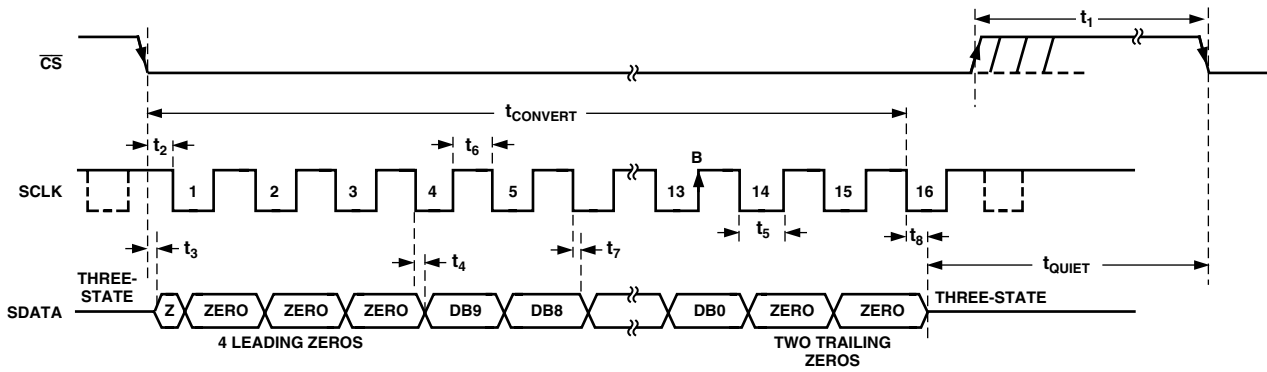 t1
CS
tCONVERT
t2
t6
B
SCLK
1 2 3 4 5 13 14 15 16
t3
t4
t7
t5
t8
tQUIET
THREE-
STATE
THREE-STATE
SDATA
Z ZERO ZERO ZERO DB9 DB8 DB0 ZERO ZERO
4 LEADING ZEROS
TWO TRAILING
ZEROS